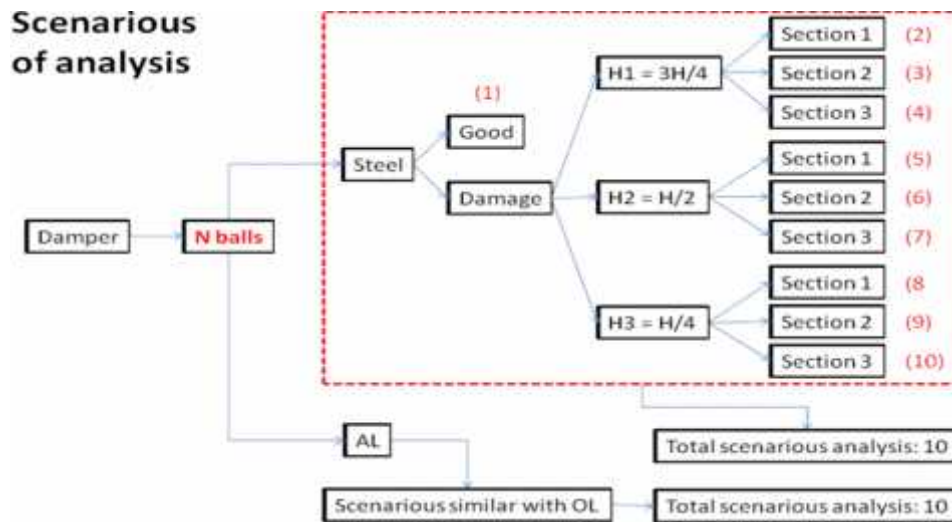 Scenarious
of analysis
Section 1 (2)
H1 = 3H/4 Section 2 (3)
(1) Section 3 (4)
Good
Steel
Section 1 (5)
Damage H2 = H/2 Section 2 (6)
Damper N balls Section 3 (7)
Section 1 (8
H3 = H/4 Section 2 (9)
Section 3 (10)
AL Total scenarious analysis: 10
Scenarious similar with OL Total scenarious analysis: 10